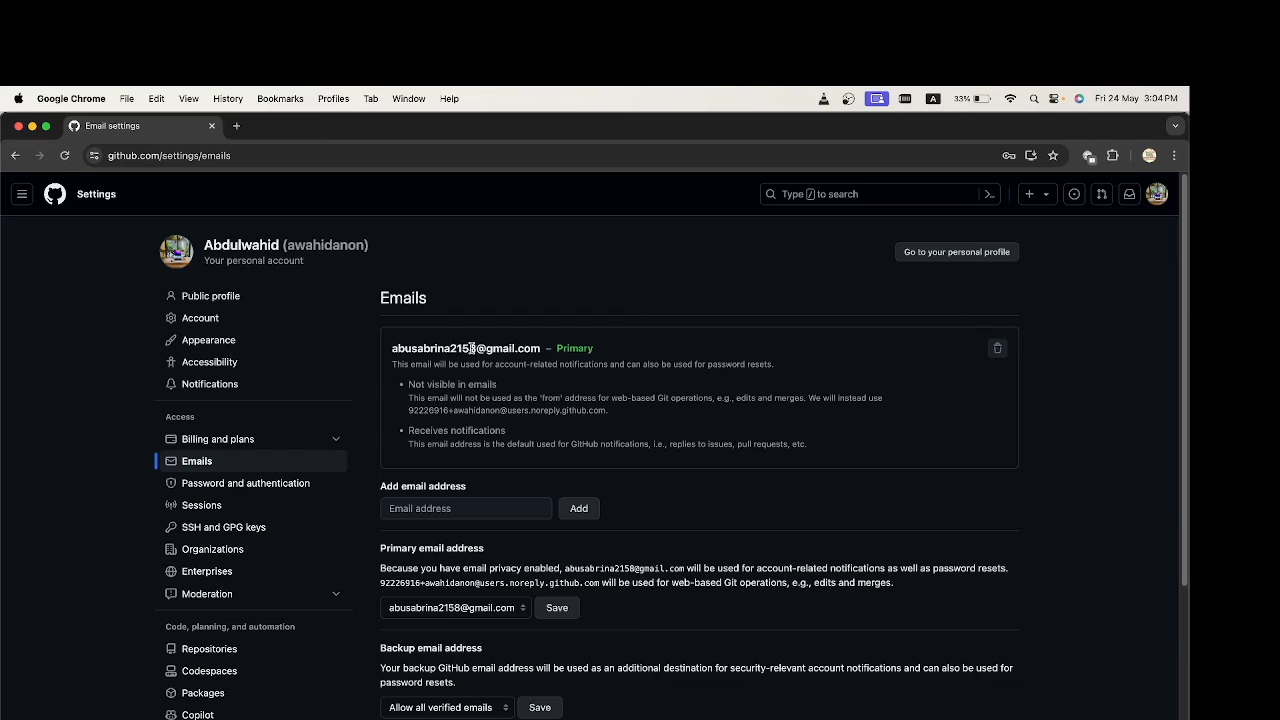 Google Chrome File Edit View History Bookmarks Profiles Tab Window Help A 33% Fri 24 May 3:04 PM
Email settings
github.com/settings/emails
Settings Type / to search
Abdulwahid (awahidanon)
Your personal account
Go to your personal profile
Public profile
Account
Appearance
Accessibility
Notifications
Access
Billing and plans
Emails
Password and authentication
Sessions
SSH and GPG keys
Organizations
Enterprises
Moderation
Code, planning, and automation
Repositories
Codespaces
Packages
Copilot
Emails
abusabrina2158@gmail.com – Primary
This email will be used for account-related notifications and can also be used for password resets.
• Not visible in emails
This email will not be used as the 'from' address for web-based Git operations, e.g., edits and merges. We will instead use
92226916+awahidanon@users.noreply.github.com.
• Receives notifications
This email address is the default used for GitHub notifications, i.e., replies to issues, pull requests, etc.
Add email address
Email address Add
Primary email address
Because you have email privacy enabled, abusabrina2158@gmail.com will be used for account-related notifications as well as password resets.
92226916+awahidanon@users.noreply.github.com will be used for web-based Git operations, e.g., edits and merges.
abusabrina2158@gmail.com Save
Backup email address
Your backup GitHub email address will be used as an additional destination for security-relevant account notifications and can also be used for
password resets.
Allow all verified emails Save